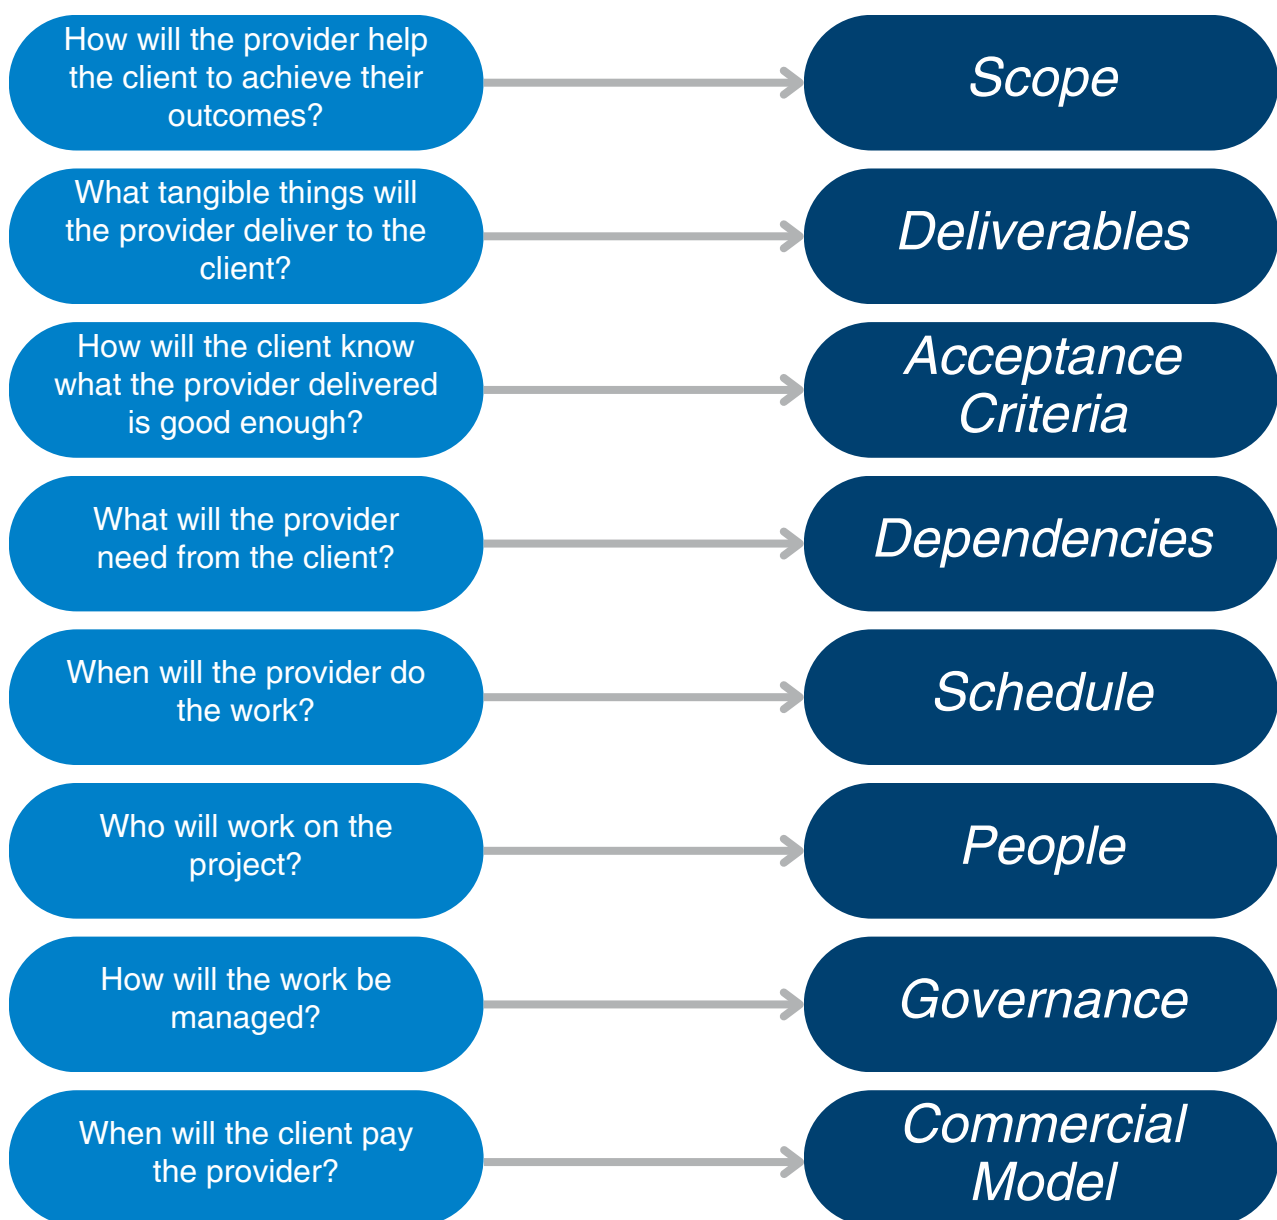 How will the provider help
the client to achieve their
outcomes?
Scope
What tangible things will
the provider deliver to the
client?
Deliverables
How will the client know
what the provider delivered
is good enough?
Acceptance
Criteria
What will the provider
need from the client?
Dependencies
When will the provider do
the work?
Schedule
Who will work on the
project?
People
How will the work be
managed?
Governance
When will the client pay
the provider?
Commercial
Model